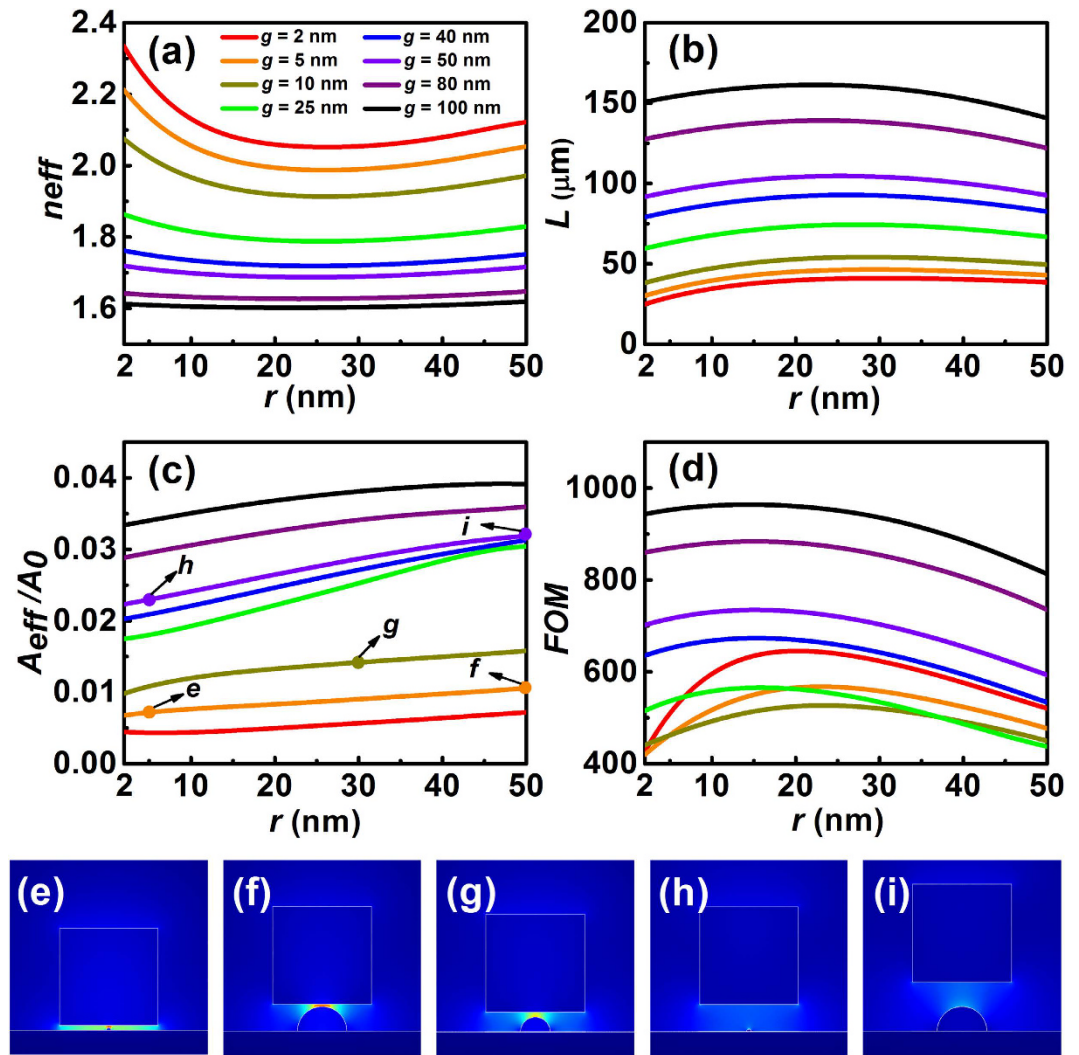 (a)
g = 2 nm g = 40 nm
g = 5 nm g = 50 nm
g = 10 nm g = 80 nm
g = 25 nm g = 100 nm
2.4
2.2
2.0
1.8
1.6
neff
2 10 20 30 40 50
r (nm)
(b)
200
150
100
50
0
L (μm)
2 10 20 30 40 50
r (nm)
(c)
0.04
0.03
0.02
0.01
0.00
Aeff/A0
h
i
e
g
f
2 10 20 30 40 50
r (nm)
(d)
1000
800
600
400
FOM
2 10 20 30 40 50
r (nm)
(e) (f) (g) (h) (i)